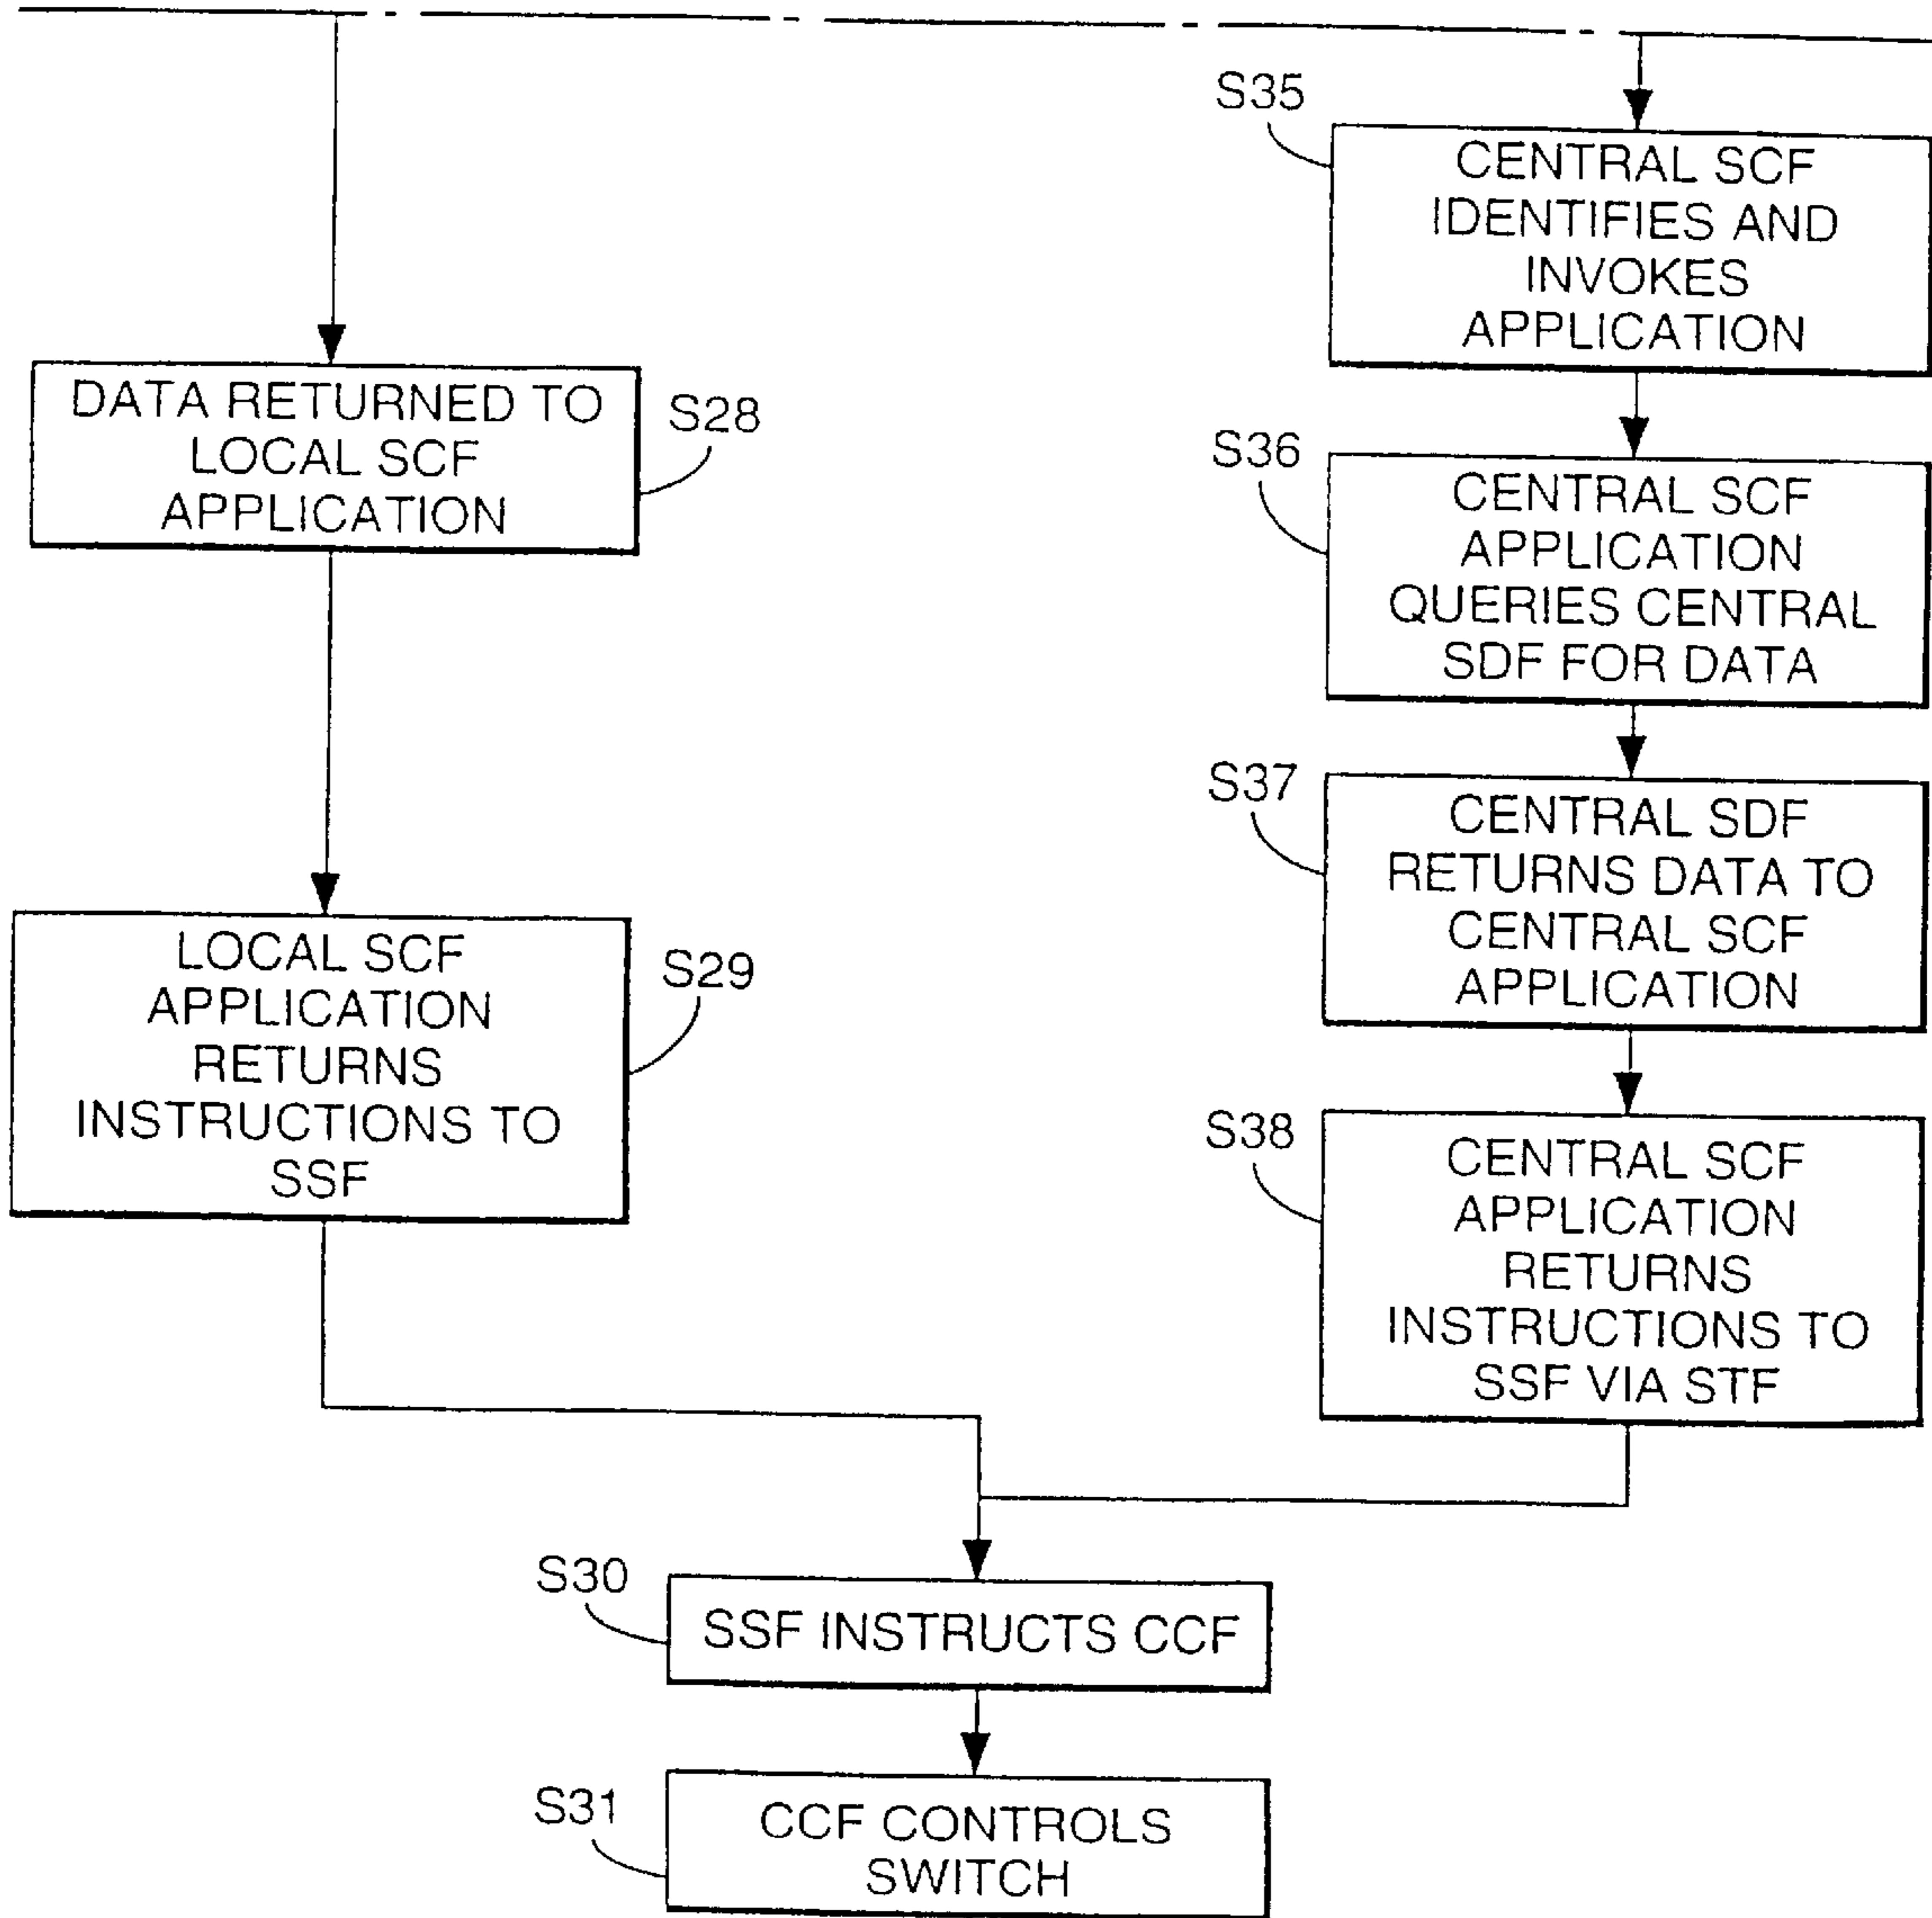 S35
CENTRAL SCF
IDENTIFIES AND
INVOKES
APPLICATION
DATA RETURNED TO
LOCAL SCF
APPLICATION
S28
S36
CENTRAL SCF
APPLICATION
QUERIES CENTRAL
SDF FOR DATA
S37
CENTRAL SDF
RETURNS DATA TO
CENTRAL SCF
APPLICATION
LOCAL SCF
APPLICATION
RETURNS
INSTRUCTIONS TO
SSF
S29
S38
CENTRAL SCF
APPLICATION
RETURNS
INSTRUCTIONS TO
SSF VIA STF
S30
SSF INSTRUCTS CCF
S31
CCF CONTROLS
SWITCH